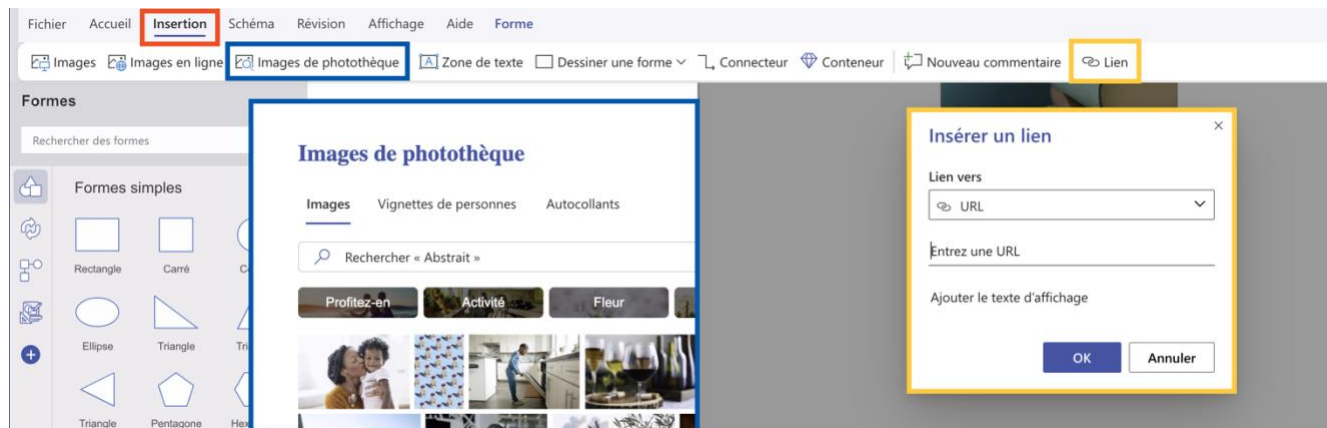 Fichier Accueil Insertion Schéma Révision Affichage Aide Forme
Images Images en ligne Images de photothèque Zone de texte Dessiner une forme Connecteur Conteneur Nouveau commentaire Lien
Formes
Rechercher des formes
Formes simples
Rectangle Carré
Ellipse Triangle
Triangle Pentagone
Images de photothèque
Images Vignettes de personnes Autocollants
Rechercher « Abstrait »
Profitez-en Activité Fleur
Insérer un lien
Lien vers
URL
Entrez une URL
Ajouter le texte d'affichage
OK Annuler